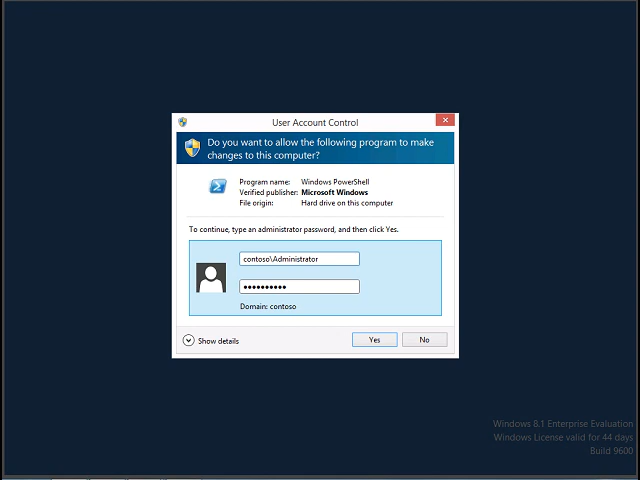 User Account Control
Do you want to allow the following program to make
changes to this computer?
Program name: Windows PowerShell
Verified publisher: Microsoft Windows
File origin: Hard drive on this computer
To continue, type an administrator password, and then click Yes.
contoso\Administrator
••••••••••
Domain: contoso
Show details
Yes
No
Windows 8.1 Enterprise Evaluation
Windows License valid for 44 days
Build 9600